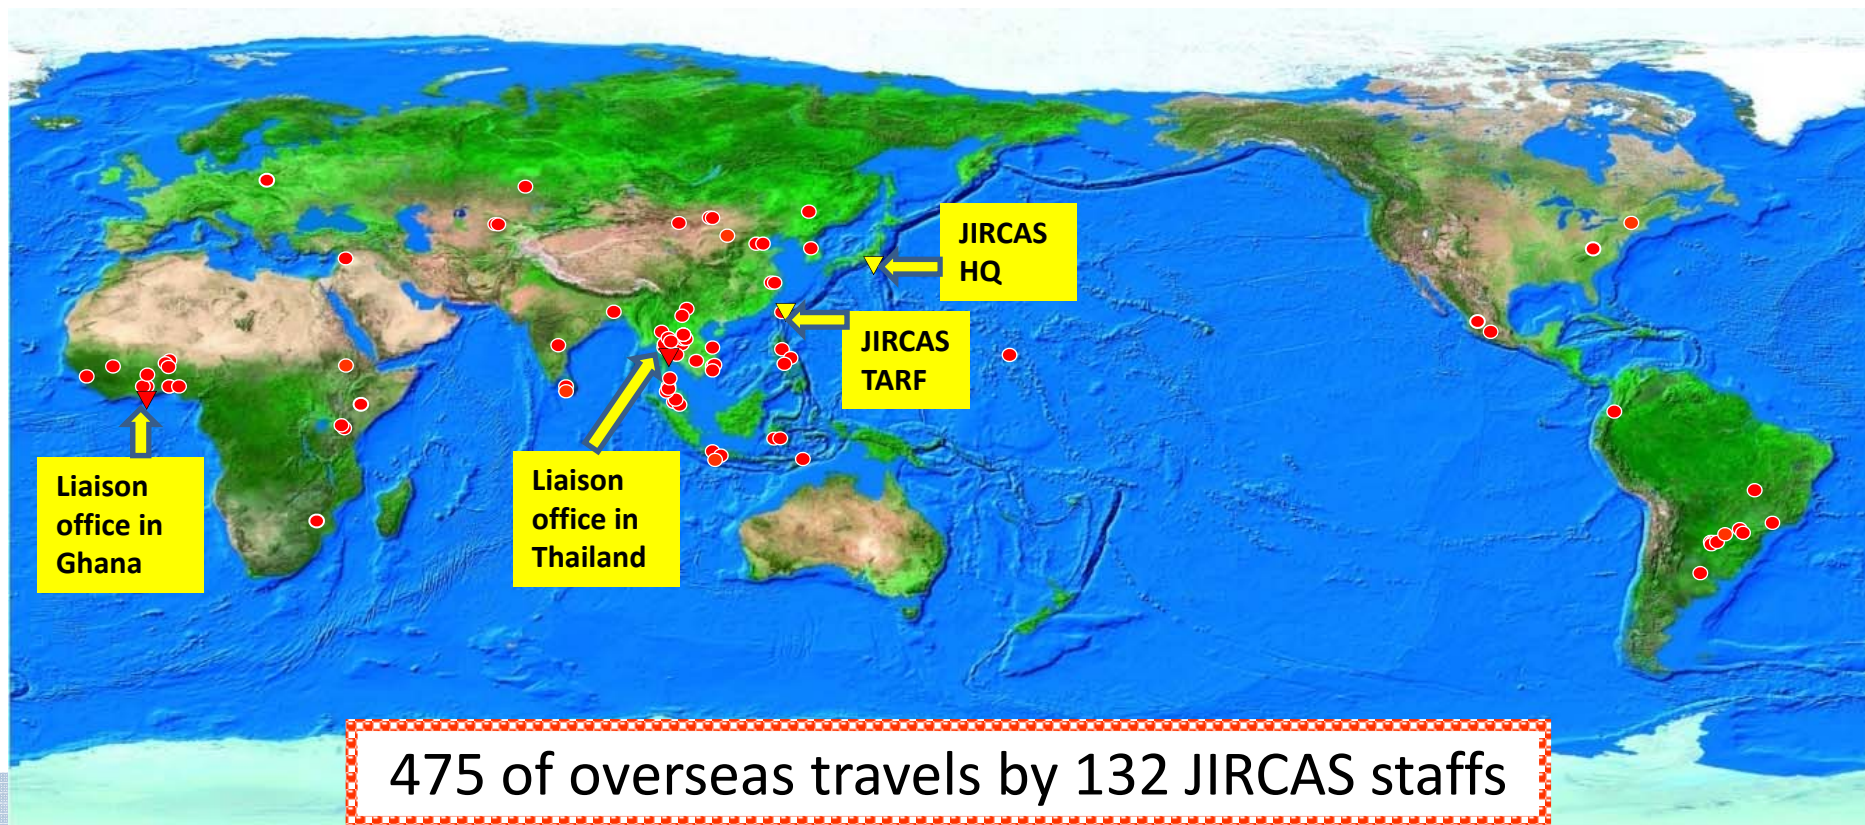 JIRCAS
HQ
JIRCAS
TARF
Liaison
office in
Ghana
Liaison
office in
Thailand
475 of overseas travels by 132 JIRCAS staffs